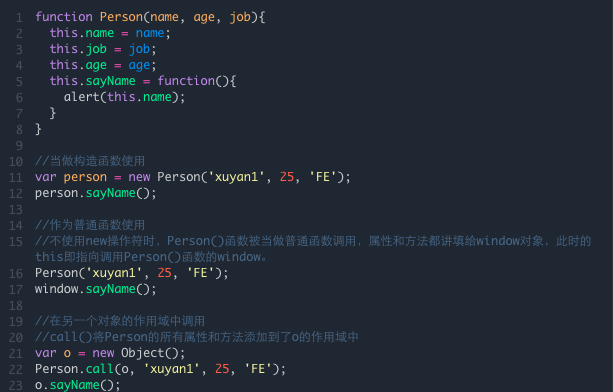 1 function Person(name, age, job){
2 this.name = name;
3 this.job = job;
4 this.age = age;
5 this.sayName = function(){
6 alert(this.name);
7 }
8 }
9
10 //当做构造函数使用
11 var person = new Person('xuyan1', 25, 'FE');
12 person.sayName();
13
14 //作为普通函数使用
15 //不使用new操作符时，Person()函数被当做普通函数调用，属性和方法都讲填给window对象，此时的
this即指向调用Person()函数的window。
16 Person('xuyan1', 25, 'FE');
17 window.sayName();
18
19 //在另一个对象的作用域中调用
20 //call()将Person的所有属性和方法添加到了o的作用域中
21 var o = new Object();
22 Person.call(o, 'xuyan1', 25, 'FE');
23 o.sayName();